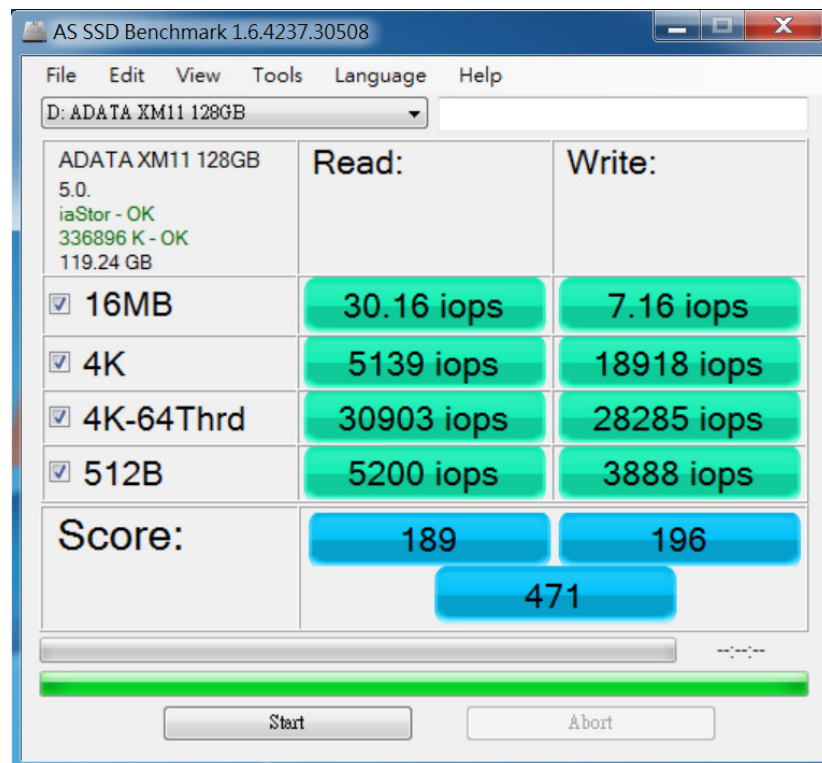 AS SSD Benchmark 1.6.4237.30508
File Edit View Tools Language Help
D: ADATA XM11 128GB
ADATA XM11 128GB
5.0.
iaStor - OK
336896 K - OK
119.24 GB
Read: Write:
16MB 30.16 iops 7.16 iops
4K 5139 iops 18918 iops
4K-64Thrd 30903 iops 28285 iops
512B 5200 iops 3888 iops
Score: 189 196
471
--:--:--
Start Abort